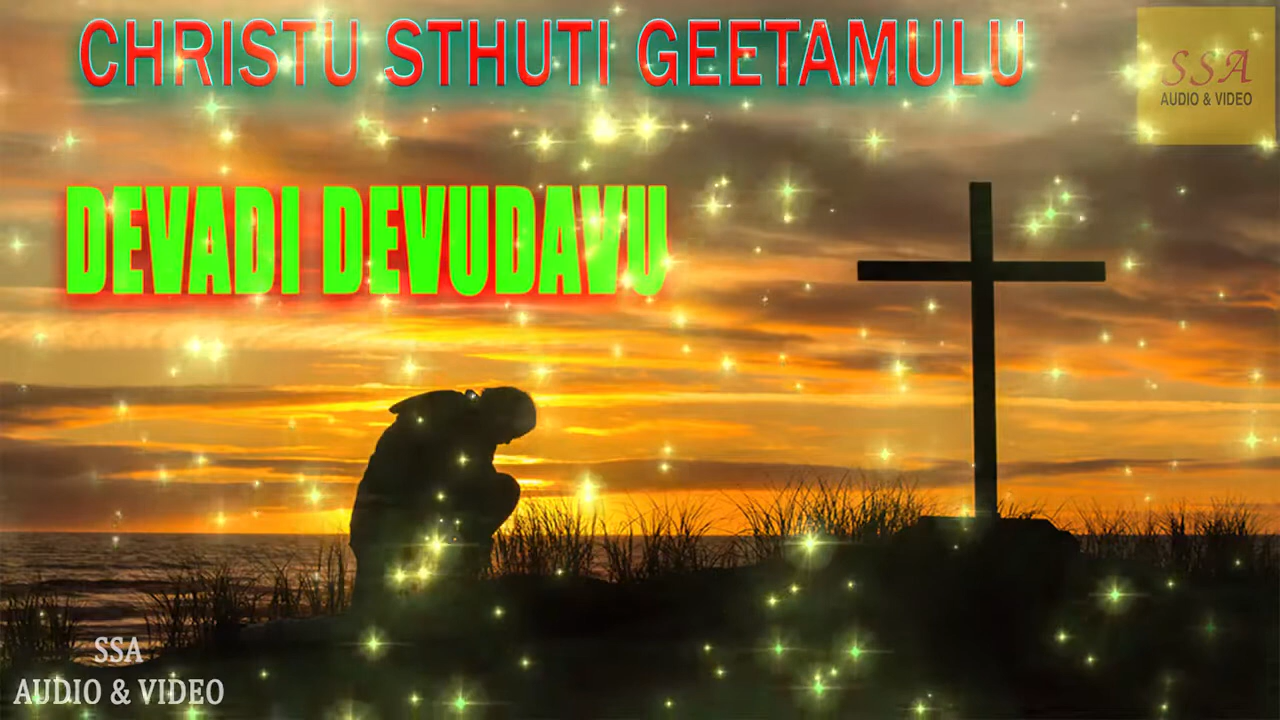 CHRISTU STHUTI GEETAMULU
SSA
AUDIO & VIDEO
DEVADI DEVUDAVU
SSA
AUDIO & VIDEO